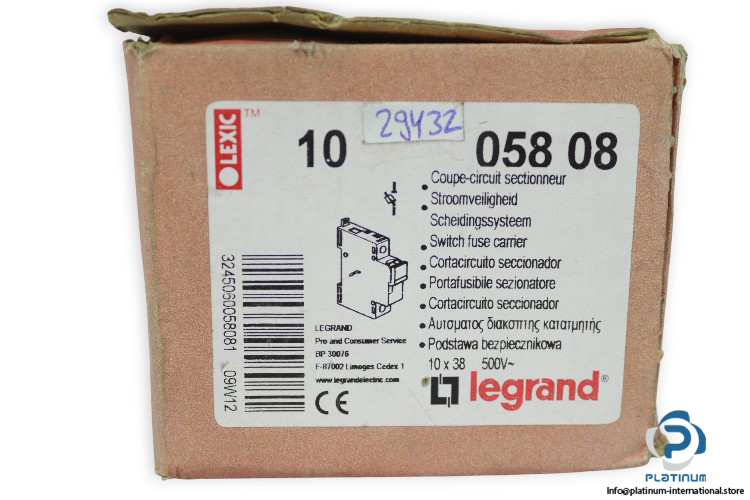 LEXIC™
10
29432
058 08
Coupe-circuit sectionneur
Stroomveiligheid
Scheidingssysteem
Switch fuse carrier
Cortacircuito seccionador
Portafusibile sezionatore
Cortacircuito seccionador
Αυτσματος διακσπτης κατατμητής
Podstawa bezpiecznikowa
10 x 38 500V~
3245060058081 09W12
LEGRAND
Pro and Consumer Service
BP 30076
F-87002 Limoges Cedex 1
www.legrandelectric.com
CE
legrand®
PLATINUM
Info@platinum-international.store